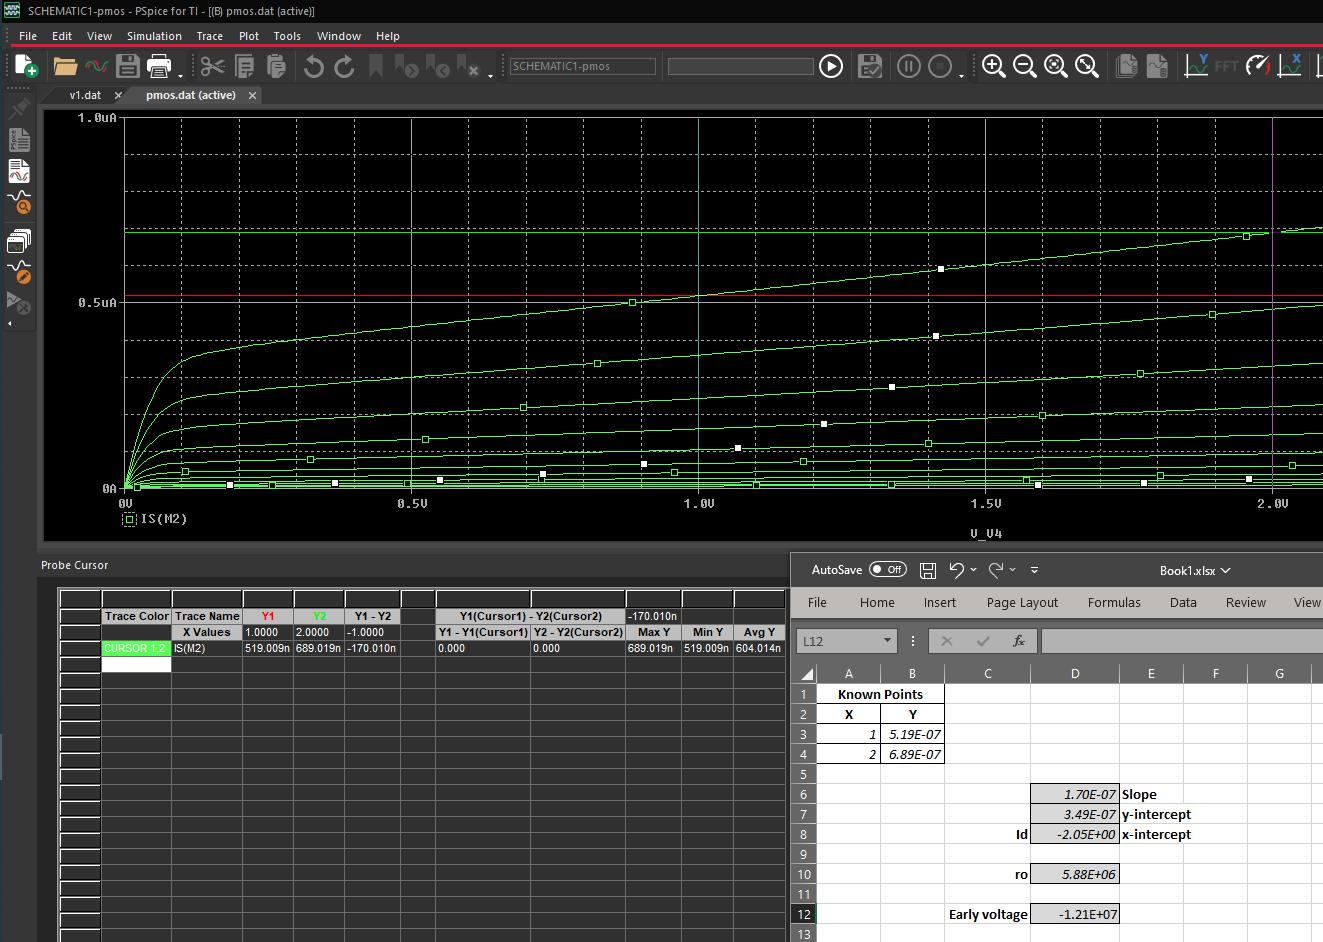 SCHEMATIC1-pmos - PSpice for TI - [(B) pmos.dat (active)]
File Edit View Simulation Trace Plot Tools Window Help
SCHEMATIC1-pmos
FFT
Y
X
v1.dat
pmos.dat (active)
1.0uA
0.5uA
0A
0V 0.5V 1.0V 1.5V 2.0V
IS(M2)
V_V4
Probe Cursor
Trace Color Trace Name Y1 Y2 Y1 - Y2 Y1(Cursor1) - Y2(Cursor2) -170.010n
X Values 1.0000 2.0000 -1.0000 Y1 - Y1(Cursor1) Y2 - Y2(Cursor2) Max Y Min Y Avg Y
CURSOR 1,2 IS(M2) 519.009n 689.019n -170.010n 0.000 0.000 689.019n 519.009n 604.014n
AutoSave Off Book1.xlsx
File Home Insert Page Layout Formulas Data Review View
L12 fx
A B C D E F G
1 Known Points
2 X Y
3 1 5.19E-07
4 2 6.89E-07
5
6 1.70E-07 Slope
7 3.49E-07 y-intercept
8 Id -2.05E+00 x-intercept
9
10 ro 5.88E+06
11
12 Early voltage -1.21E+07
13